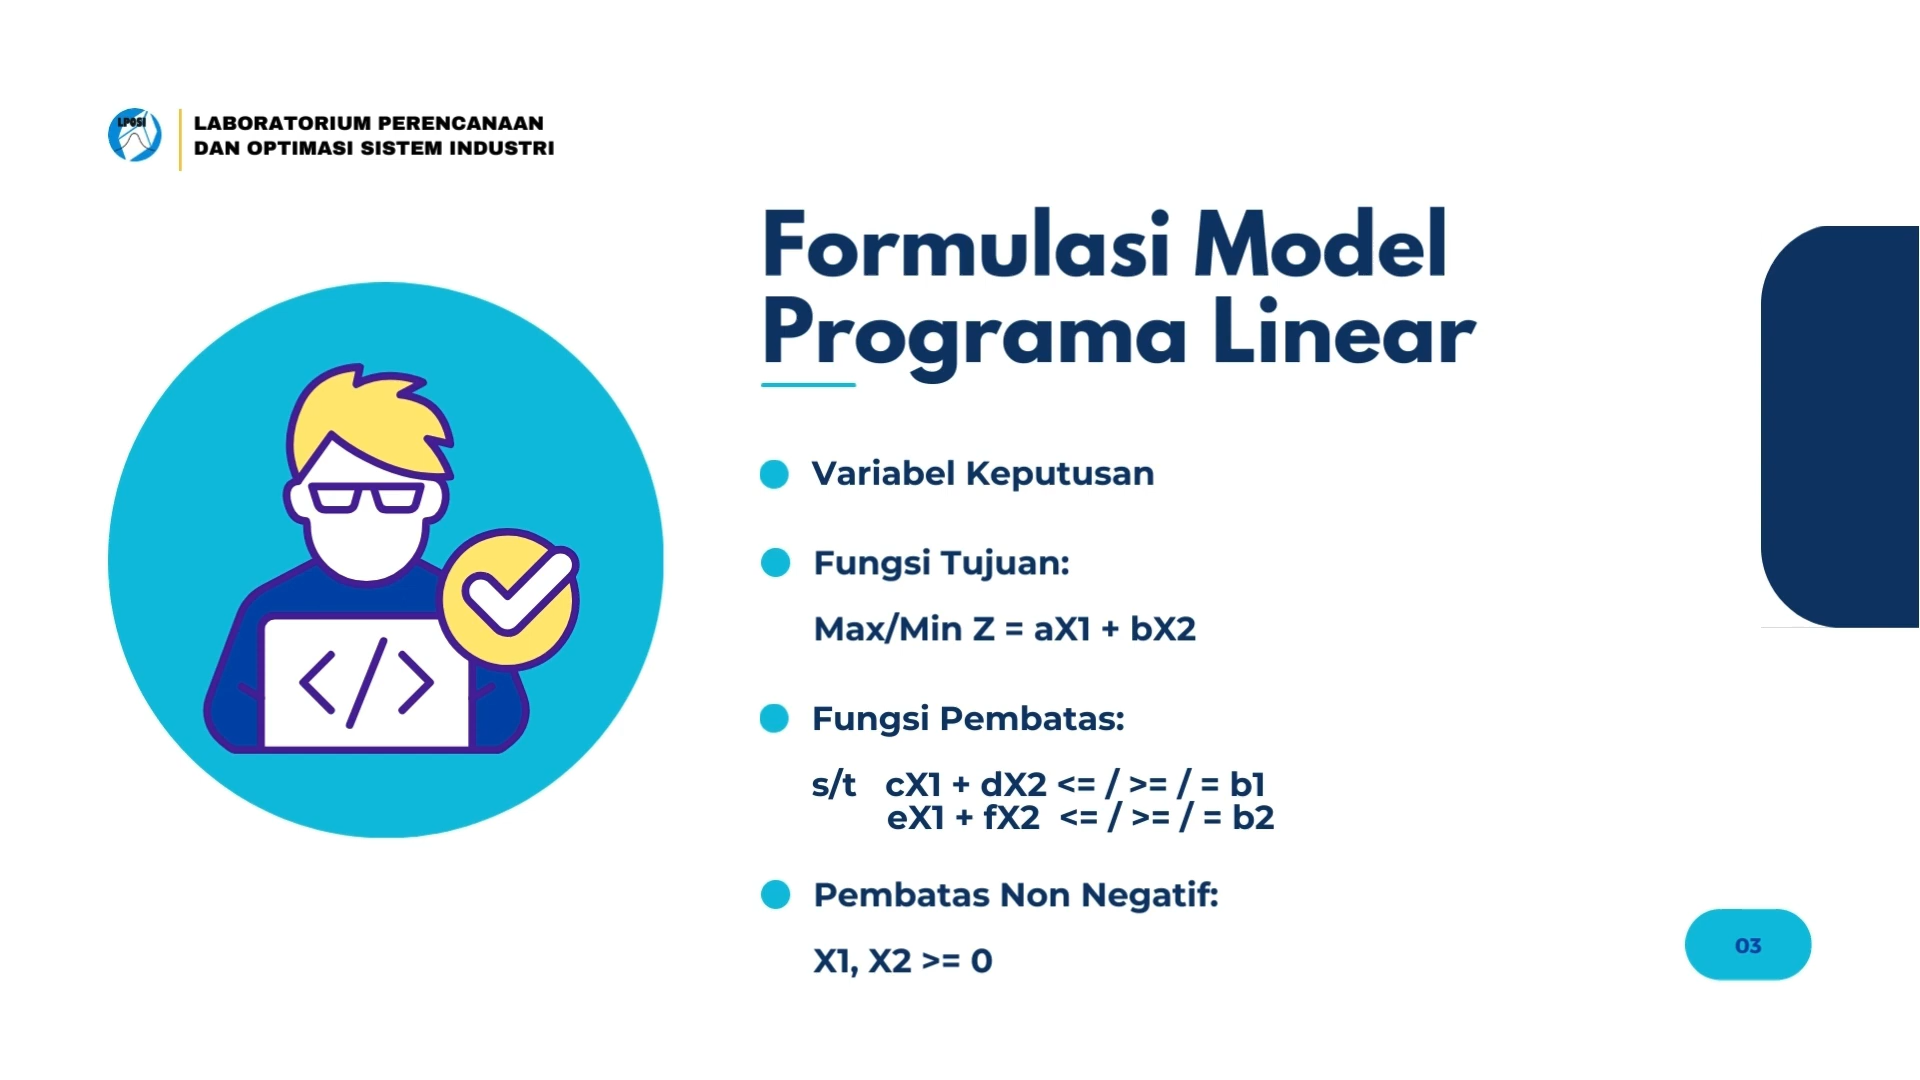 LPOSI
LABORATORIUM PERENCANAAN
DAN OPTIMASI SISTEM INDUSTRI
Formulasi Model
Programa Linear
Variabel Keputusan
Fungsi Tujuan:
Max/Min Z = aX1 + bX2
Fungsi Pembatas:
s/t cX1 + dX2 <= / >= / = b1
eX1 + fX2 <= / >= / = b2
Pembatas Non Negatif:
X1, X2 >= 0
03